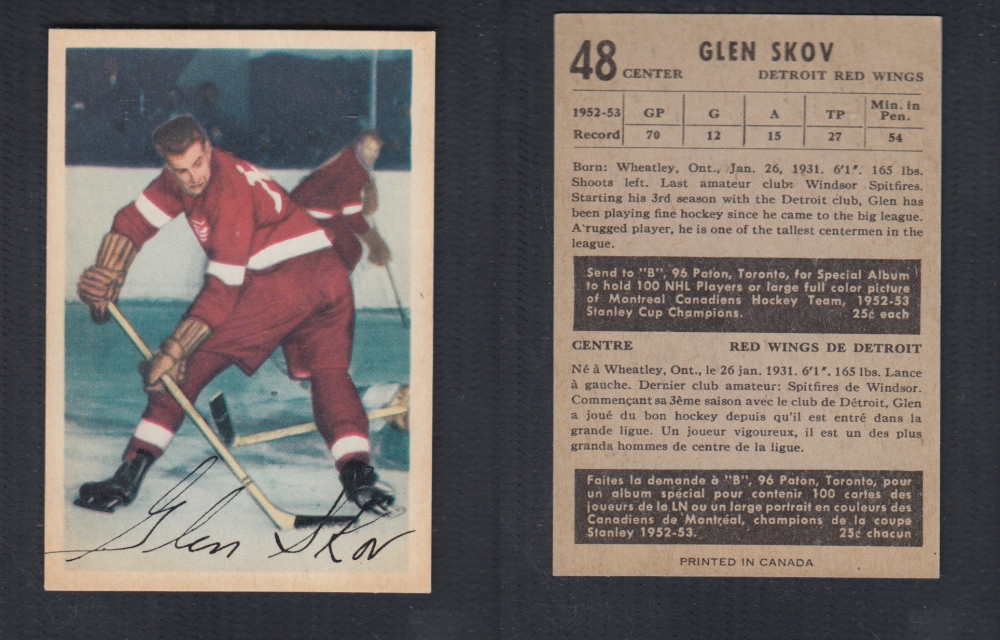 Glen Skov
48
CENTER
GLEN SKOV
DETROIT RED WINGS
1952-53 GP G A TP Min. in Pen.
Record 70 12 15 27 54
Born: Wheatley, Ont., Jan. 26, 1931. 6'1". 165 lbs.
Shoots left. Last amateur club: Windsor Spitfires.
Starting his 3rd season with the Detroit club, Glen has
been playing fine hockey since he came to the big league.
A rugged player, he is one of the tallest centermen in the
league.
Send to "B", 96 Paton, Toronto, for Special Album
to hold 100 NHL Players or large full color picture
of Montreal Canadiens Hockey Team, 1952-53
Stanley Cup Champions. 25¢ each
CENTRE RED WINGS DE DETROIT
Né à Wheatley, Ont., le 26 jan. 1931. 6'1". 165 lbs. Lance
à gauche. Dernier club amateur: Spitfires de Windsor.
Commençant sa 3ème saison avec le club de Détroit, Glen
a joué du bon hockey depuis qu'il est entré dans la
grande ligue. Un joueur vigoureux, il est un des plus
grands hommes de centre de la ligue.
Faites la demande à "B", 96 Paton, Toronto, pour
un album spécial pour contenir 100 cartes des
joueurs de la LN ou un large portrait en couleurs des
Canadiens de Montréal, champions de la coupe
Stanley 1952-53. 25¢ chacun
PRINTED IN CANADA